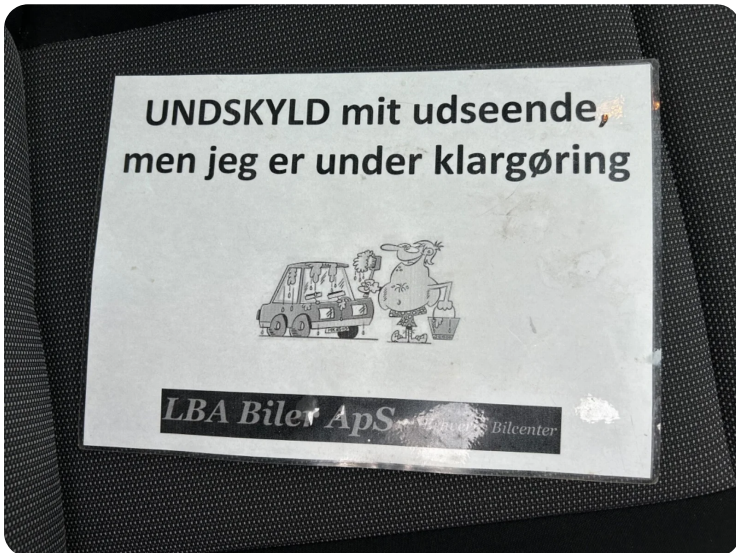 UNDSKYLD mit udseende,
men jeg er under klargøring
LBA Biler ApS Bilcenter